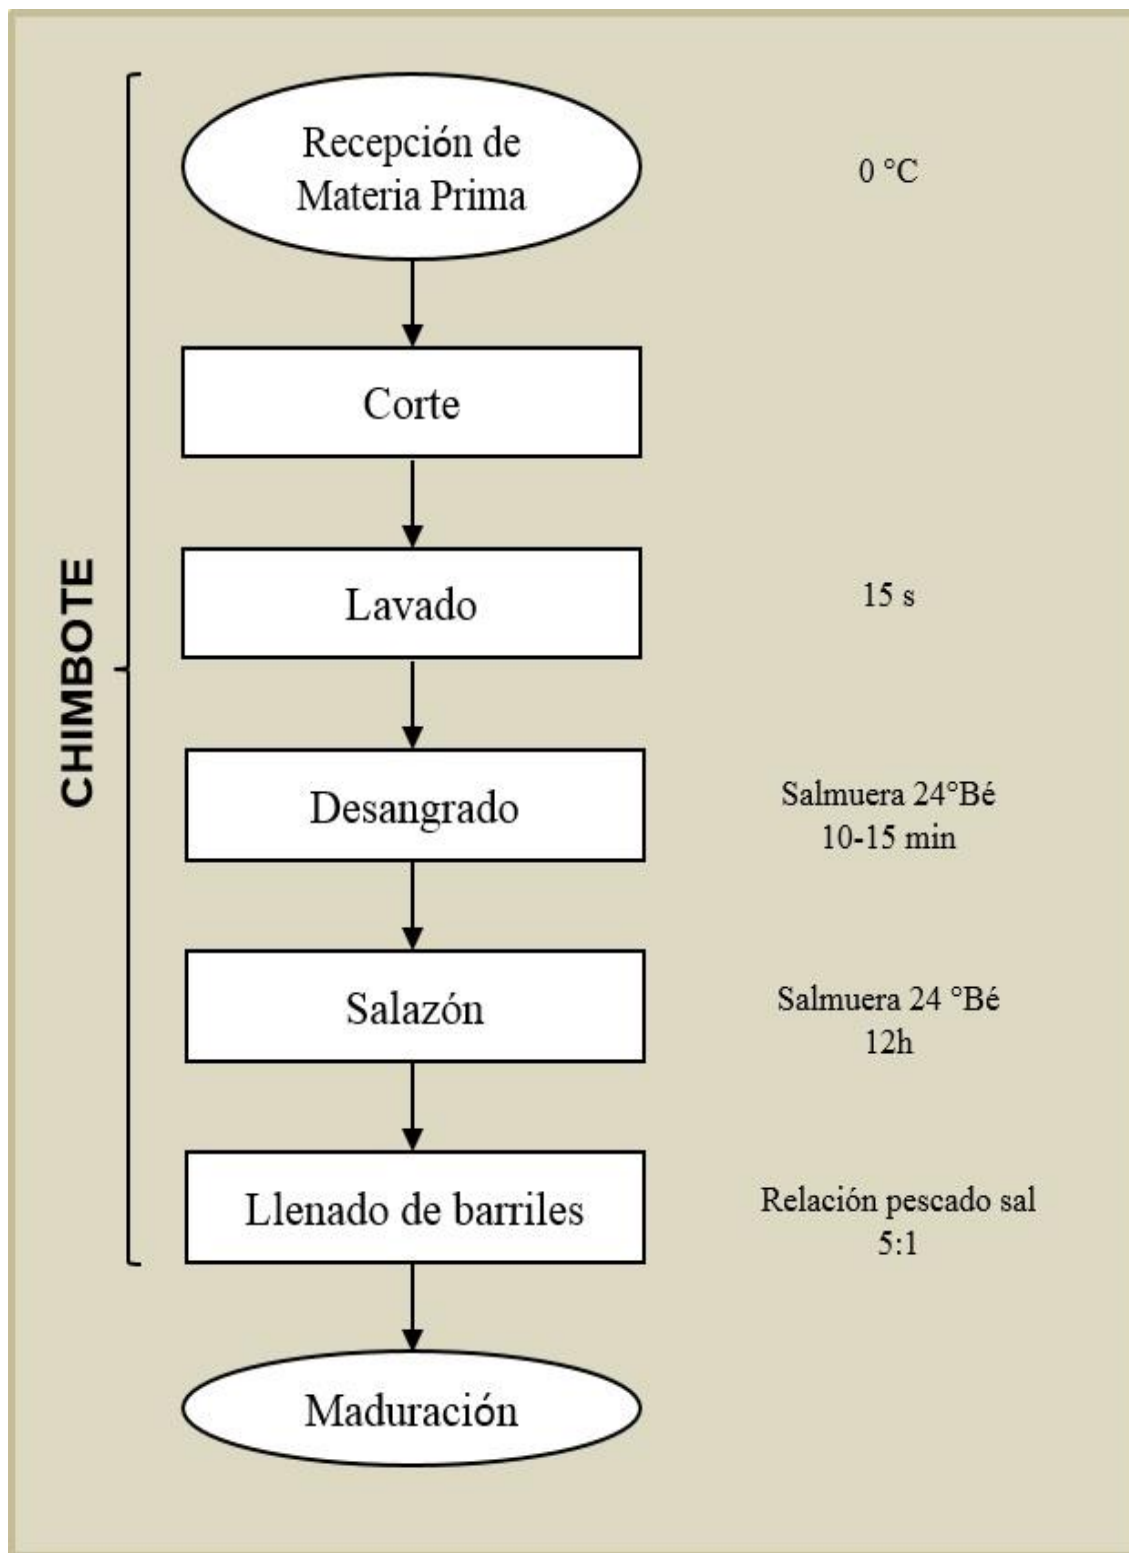 CHIMBOTE
Recepción de
Materia Prima
0 °C
Corte
Lavado
15 s
Desangrado
Salmuera 24°Bé
10-15 min
Salazón
Salmuera 24 °Bé
12h
Llenado de barriles
Relación pescado sal
5:1
Maduración